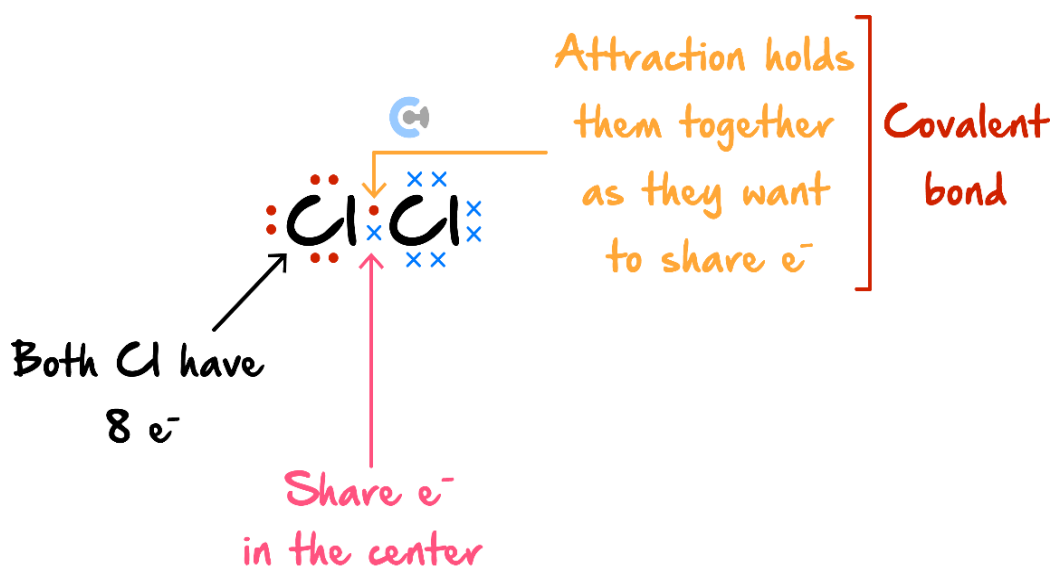 Attraction holds
them together
as they want
to share e⁻
Covalent
bond
Cl Cl
Both Cl have
8 e⁻
Share e⁻
in the center